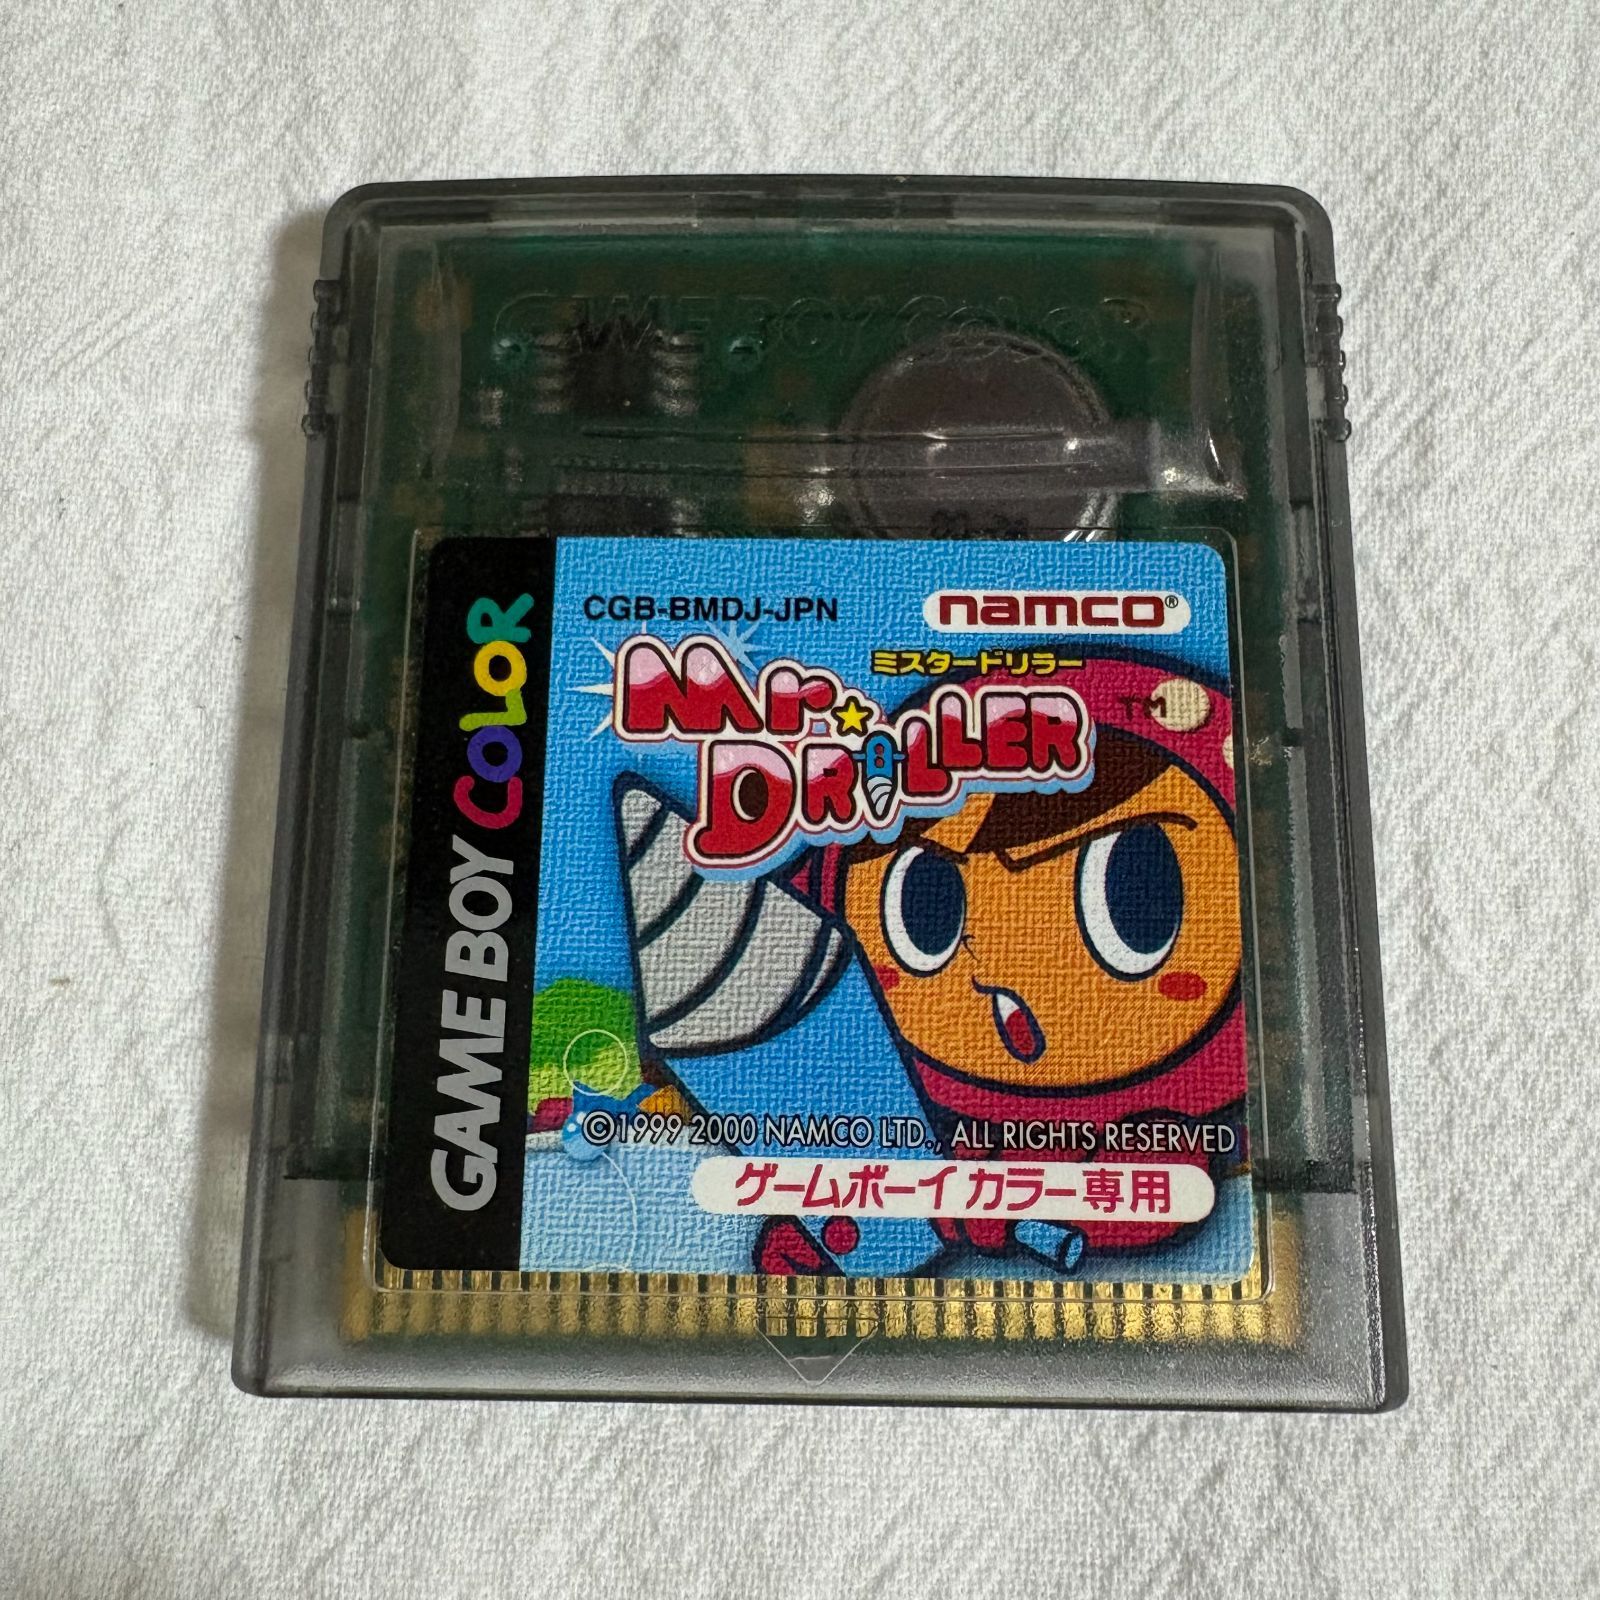 GAME BOY COLOR
GAME BOY COLOR
CGB-BMDJ-JPN
namco®
ミスタードリラー
Mr. DRILLER TM
©1999 2000 NAMCO LTD., ALL RIGHTS RESERVED
ゲームボーイ カラー専用